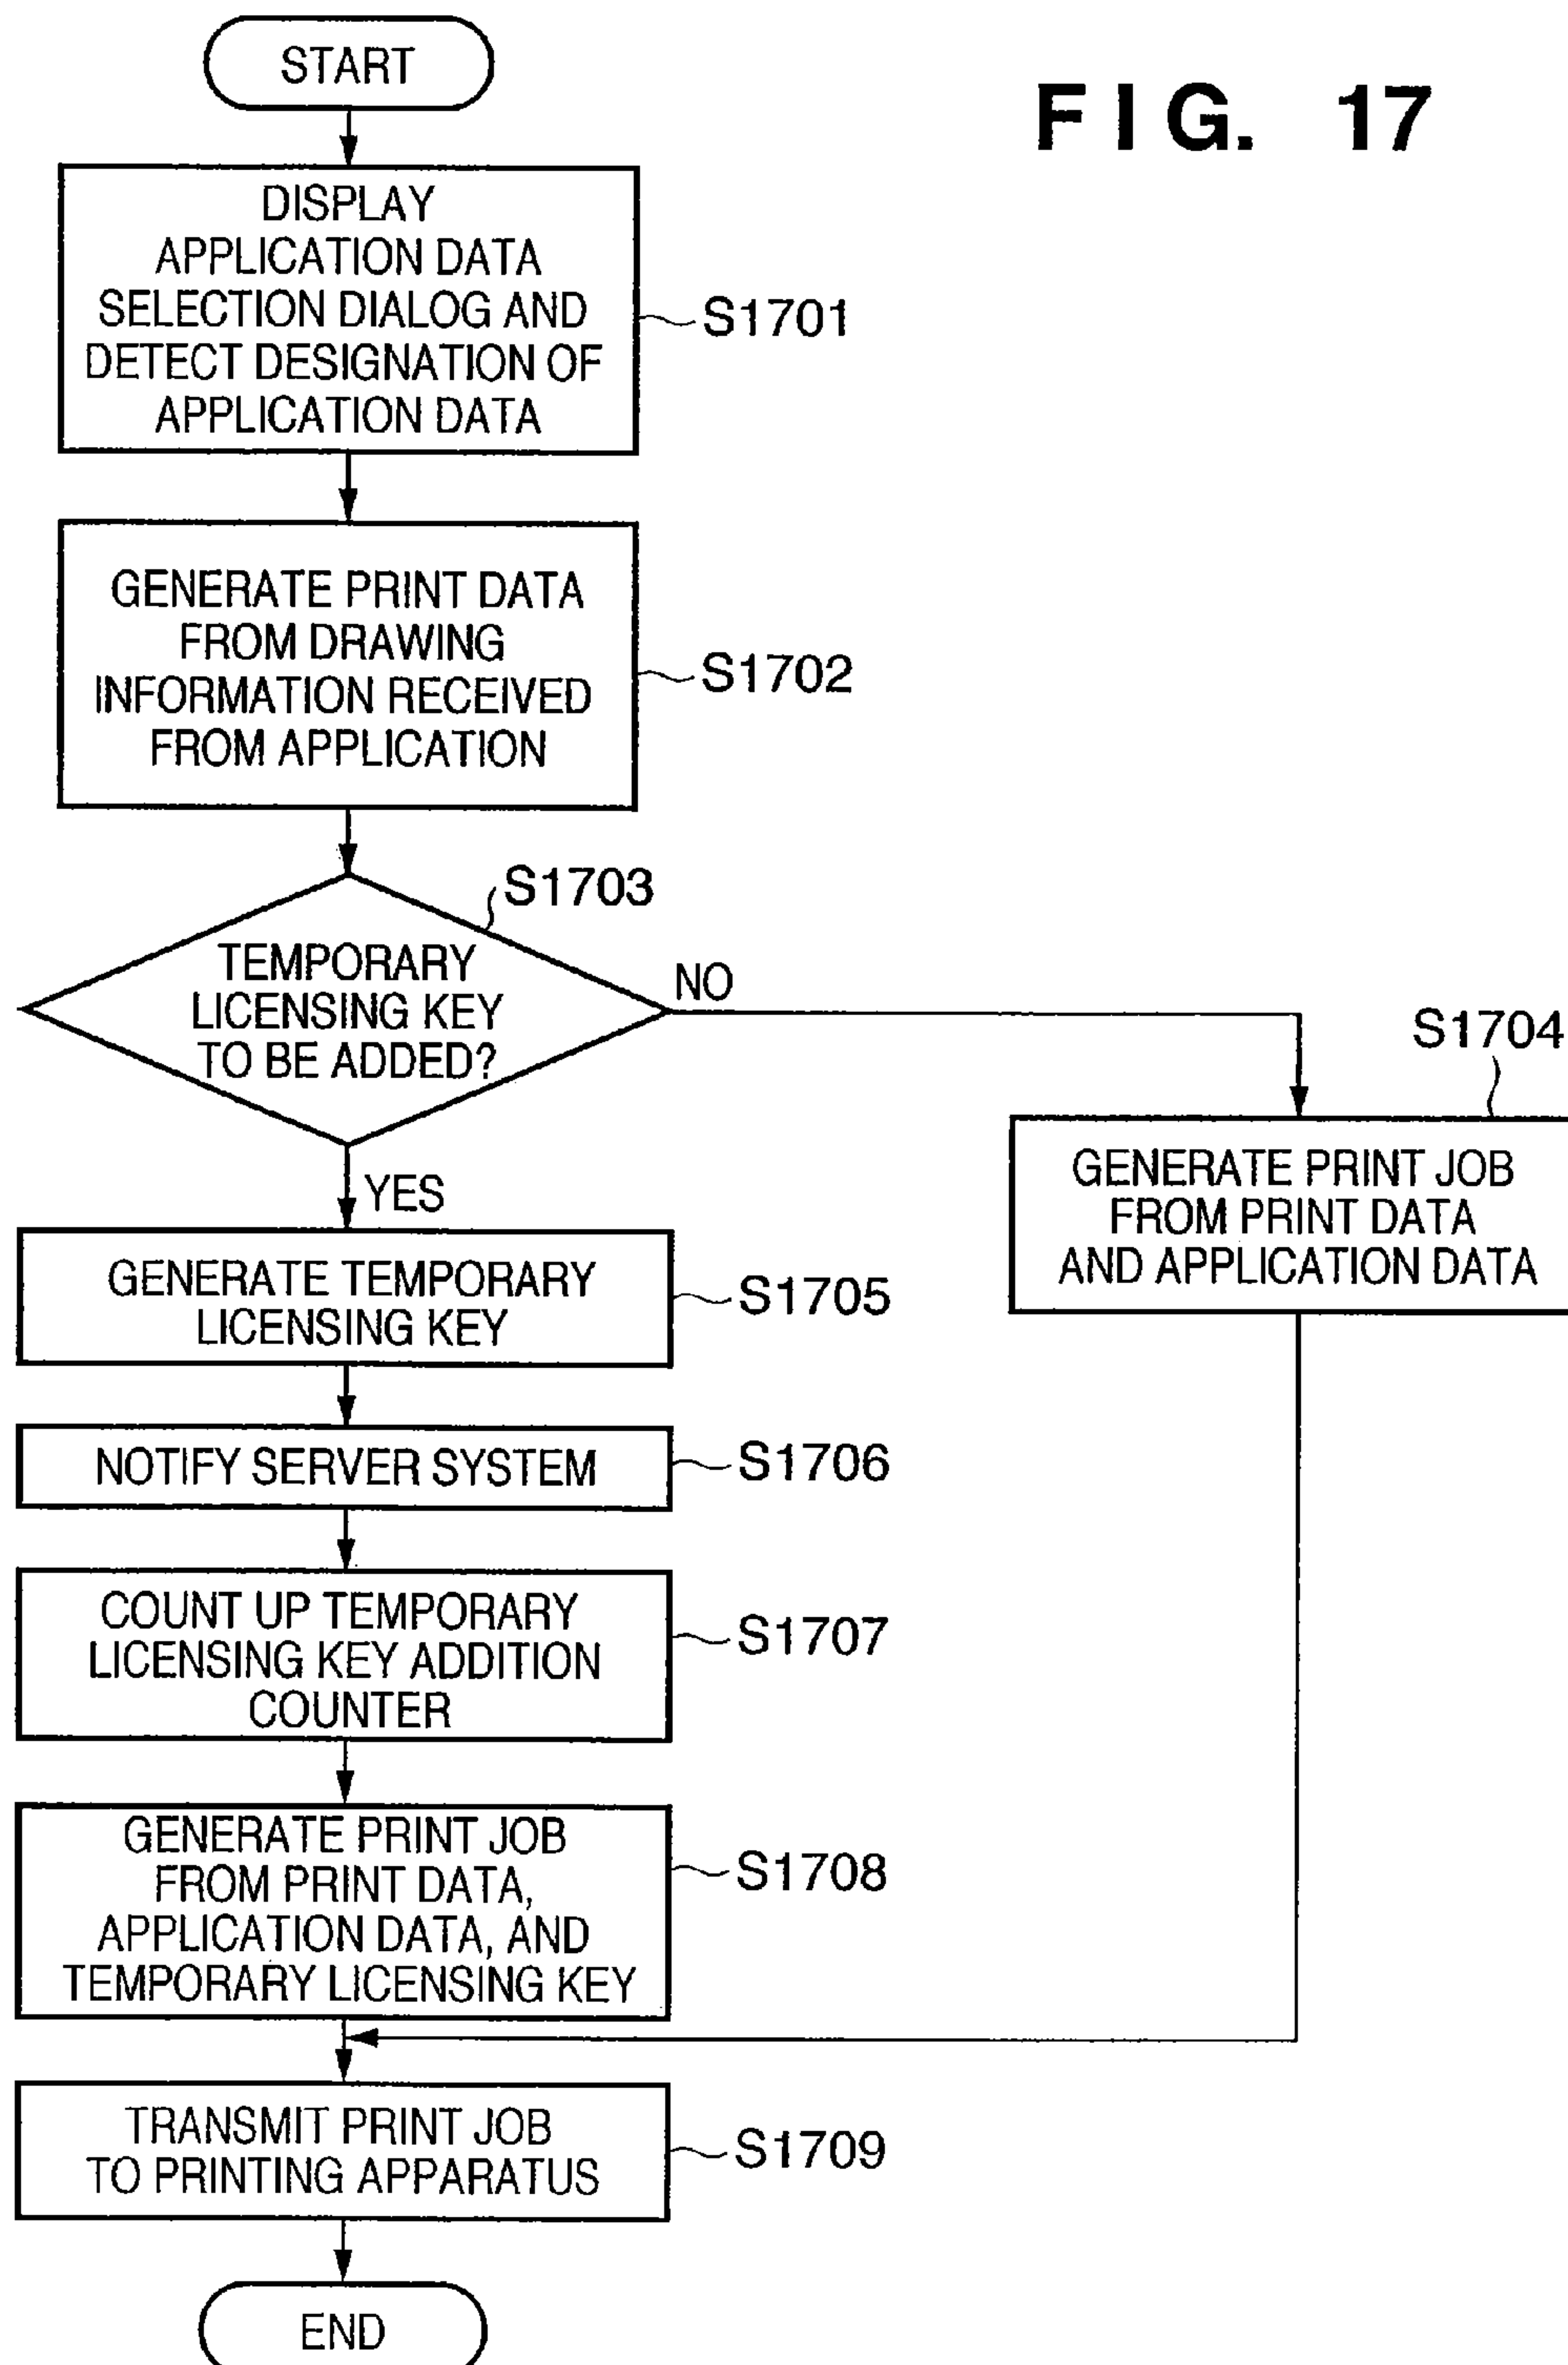 FIG. 17
START
DISPLAY
APPLICATION DATA
SELECTION DIALOG AND
DETECT DESIGNATION OF
APPLICATION DATA
S1701
GENERATE PRINT DATA
FROM DRAWING
INFORMATION RECEIVED
FROM APPLICATION
S1702
S1703
TEMPORARY
LICENSING KEY
TO BE ADDED?
NO
YES
S1704
GENERATE PRINT JOB
FROM PRINT DATA
AND APPLICATION DATA
GENERATE TEMPORARY
LICENSING KEY
S1705
NOTIFY SERVER SYSTEM
S1706
COUNT UP TEMPORARY
LICENSING KEY ADDITION
COUNTER
S1707
GENERATE PRINT JOB
FROM PRINT DATA,
APPLICATION DATA, AND
TEMPORARY LICENSING KEY
S1708
TRANSMIT PRINT JOB
TO PRINTING APPARATUS
S1709
END